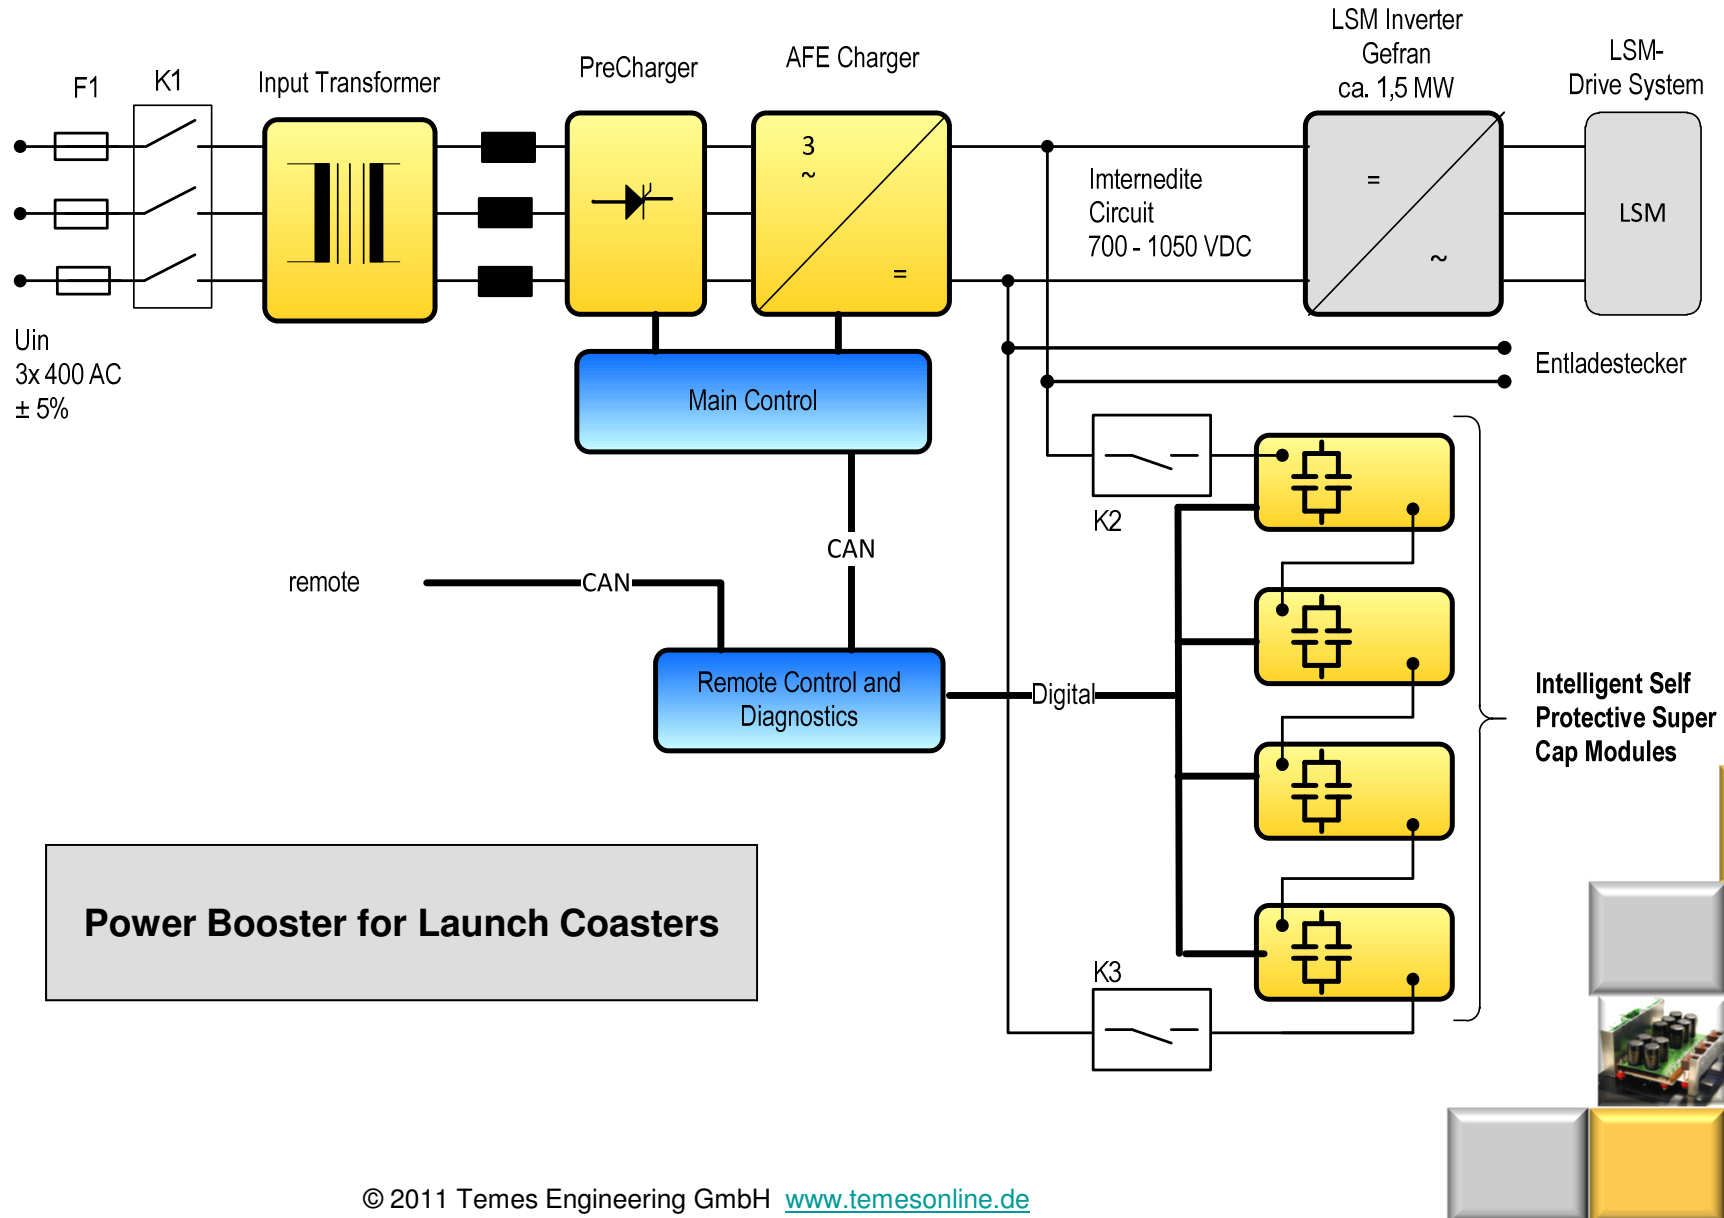 F1
K1
Input Transformer
PreCharger
AFE Charger
LSM Inverter
Gefran
ca. 1,5 MW
LSM-
Drive System
3
~
=
Imternedite
Circuit
700 - 1050 VDC
=
~
LSM
Uin
3x 400 AC
± 5%
Main Control
Entladestecker
K2
CAN
remote
CAN
Remote Control and
Diagnostics
Digital
Intelligent Self
Protective Super
Cap Modules
Power Booster for Launch Coasters
K3
© 2011 Temes Engineering GmbH www.temesonline.de